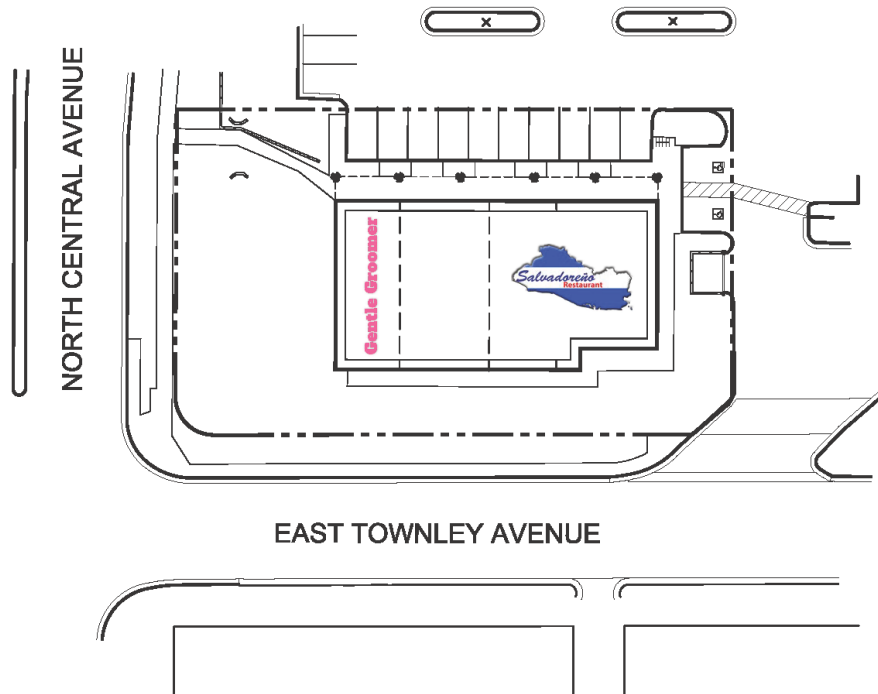 NORTH CENTRAL AVENUE
Gentle Groomer
Salvadoreño
Restaurant
EAST TOWNLEY AVENUE